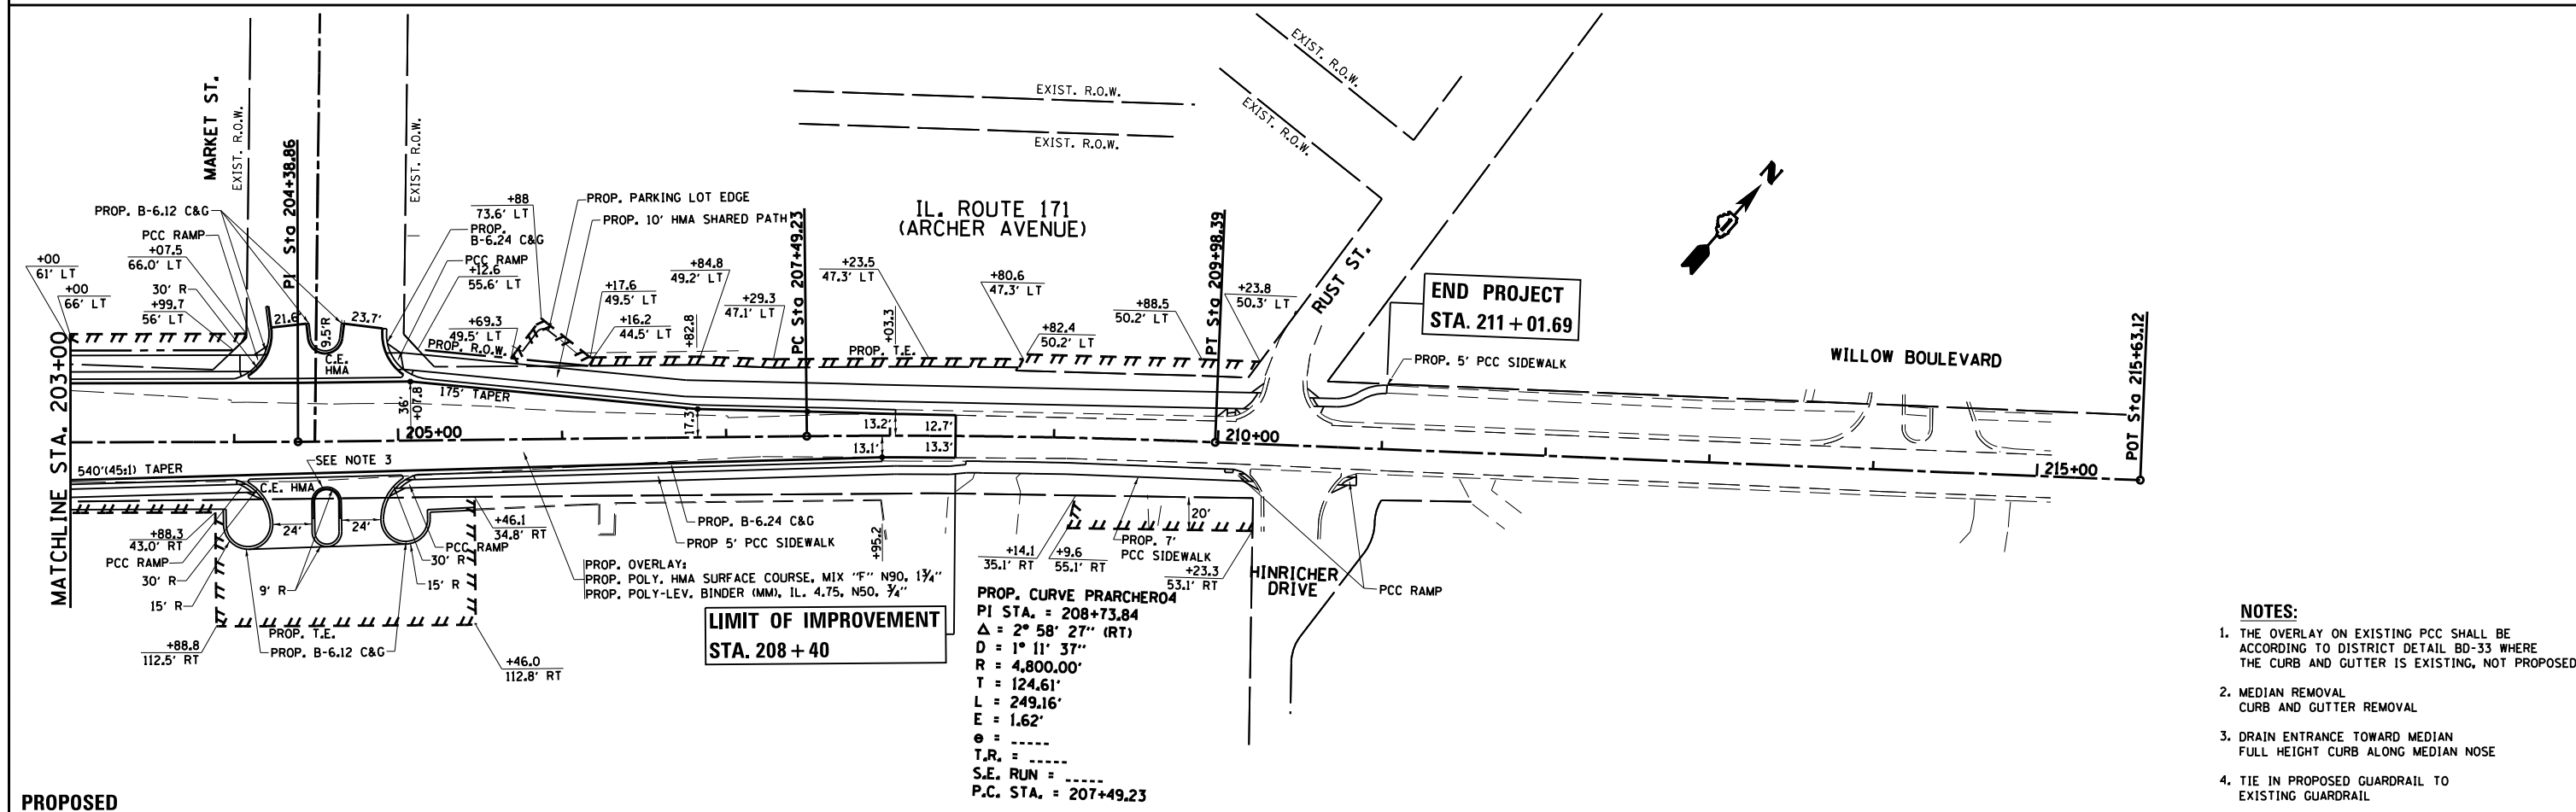 MARKET ST.
EXIST. R.O.W.
EXIST. R.O.W.
PI Sta 204+38.86
PROP. B-6.12 C&G
PCC RAMP
+07.5
66.0' LT
30' R
+99.7
56' LT
+00
61' LT
+00
66' LT
MATCHLINE STA. 203+00
21.6'
9.5'R
23.7'
C.E.
HMA
+88
73.6' LT
PROP.
B-6.24 C&G
PCC RAMP
+12.6
55.6' LT
+69.3
49.5' LT
PROP. R.O.W.
PROP. PARKING LOT EDGE
PROP. 10' HMA SHARED PATH
+17.6
49.5' LT
+16.2
44.5' LT
+84.8
49.2' LT
+82.8
+29.3
47.1' LT
PC Sta 207+49.23
EXIST. R.O.W.
EXIST. R.O.W.
IL. ROUTE 171
(ARCHER AVENUE)
+23.5
47.3' LT
+03.3
PROP. T.E.
+80.6
47.3' LT
+82.4
50.2' LT
+88.5
50.2' LT
PT Sta 209+98.39
+23.8
50.3' LT
EXIST. R.O.W.
EXIST. R.O.W.
RUST ST.
N
END PROJECT
STA. 211+01.69
PROP. 5' PCC SIDEWALK
WILLOW BOULEVARD
POT Sta 215+63.12
36'
+07.8
175' TAPER
17.3'
13.2'
12.7'
13.1'
13.3'
205+00
210+00
215+00
540'(45:1) TAPER
SEE NOTE 3
C.E. HMA
24'
24'
+88.3
43.0' RT
PCC RAMP
30' R
15' R
9' R
+88.8
112.5' RT
PROP. T.E.
PROP. B-6.12 C&G
+46.1
34.8' RT
PCC RAMP
30' R
15' R
+46.0
112.8' RT
PROP. B-6.24 C&G
PROP 5' PCC SIDEWALK
+95.2
PROP. OVERLAY:
PROP. POLY. HMA SURFACE COURSE, MIX "F" N90, 1¾"
PROP. POLY-LEV. BINDER (MM), IL. 4.75, N50, ¾"
LIMIT OF IMPROVEMENT
STA. 208+40
+14.1
35.1' RT
+9.6
55.1' RT
PROP. 7'
PCC SIDEWALK
20'
+23.3
53.1' RT
HINRICHER
DRIVE
PCC RAMP
PROP. CURVE PRARCHER04
PI STA. = 208+73.84
Δ = 2° 58' 27" (RT)
D = 1° 11' 37"
R = 4,800.00'
T = 124.61'
L = 249.16'
E = 1.62'
e = _____
T.R. = _____
S.E. RUN = _____
P.C. STA. = 207+49.23
NOTES:
1. THE OVERLAY ON EXISTING PCC SHALL BE
ACCORDING TO DISTRICT DETAIL BD-33 WHERE
THE CURB AND GUTTER IS EXISTING, NOT PROPOSED
2. MEDIAN REMOVAL
CURB AND GUTTER REMOVAL
3. DRAIN ENTRANCE TOWARD MEDIAN
FULL HEIGHT CURB ALONG MEDIAN NOSE
4. TIE IN PROPOSED GUARDRAIL TO
EXISTING GUARDRAIL
PROPOSED